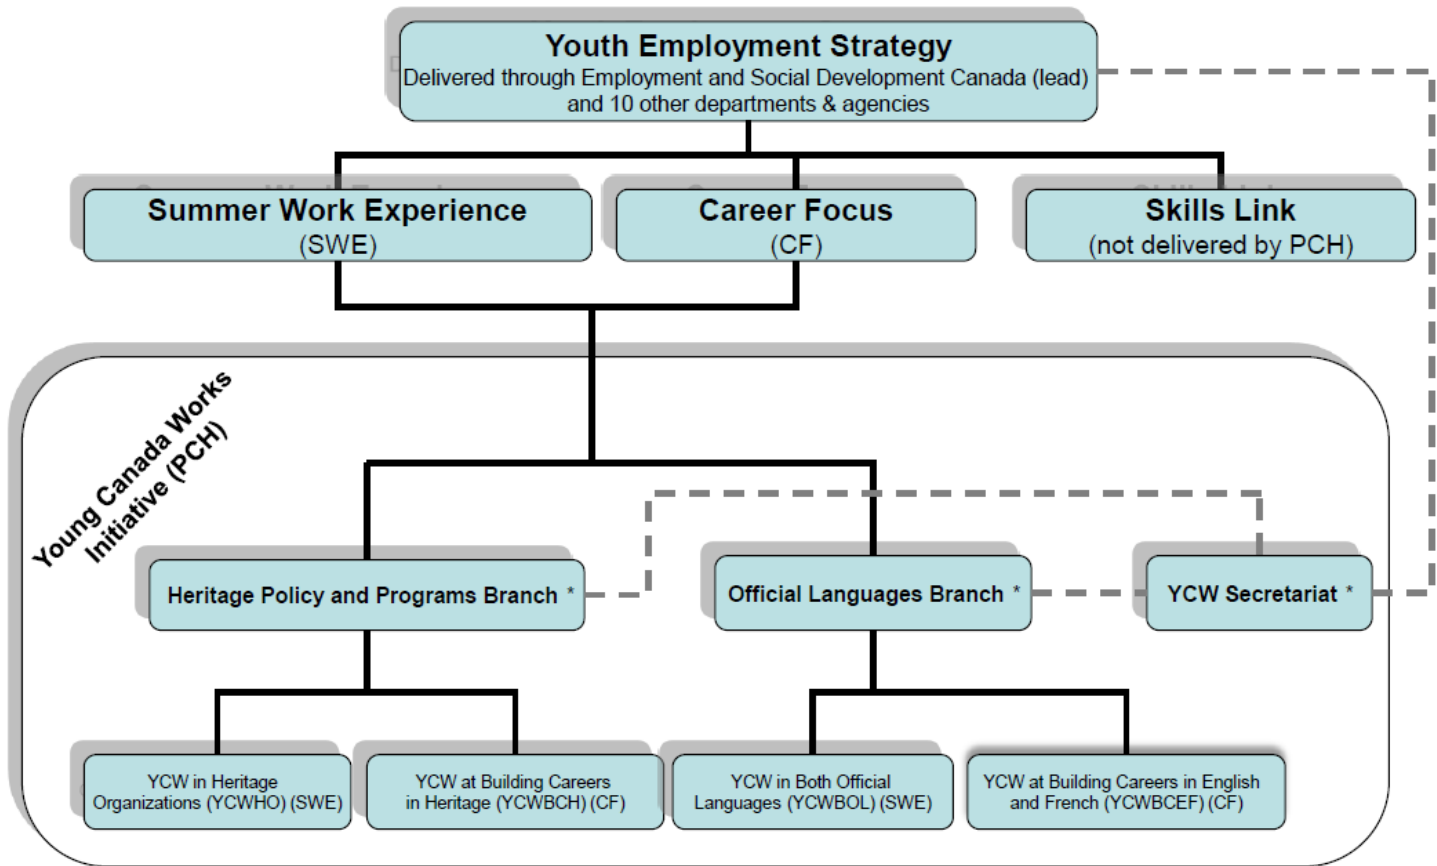 Youth Employment Strategy
Delivered through Employment and Social Development Canada (lead)
and 10 other departments & agencies
Summer Work Experience
(SWE)
Career Focus
(CF)
Skills Link
(not delivered by PCH)
Young Canada Works
Initiative (PCH)
Heritage Policy and Programs Branch *
Official Languages Branch *
YCW Secretariat *
YCW in Heritage
Organizations (YCWHO) (SWE)
YCW at Building Careers
in Heritage (YCWBCH) (CF)
YCW in Both Official
Languages (YCWBOL) (SWE)
YCW at Building Careers in English
and French (YCWBCEF) (CF)